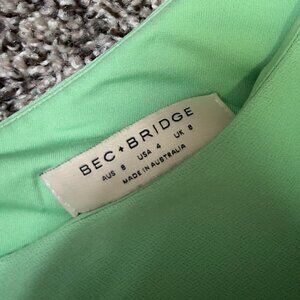 BEC+BRIDGE
AUS 8 USA 4 UK 8
MADE IN AUSTRALIA